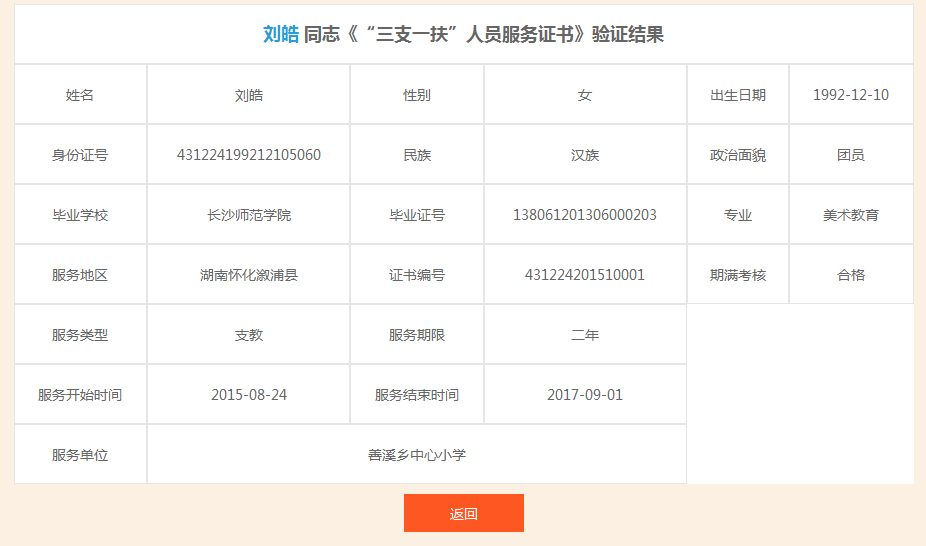 刘皓 同志《“三支一扶”人员服务证书》验证结果
姓名 刘皓 性别 女 出生日期 1992-12-10
身份证号 431224199212105060 民族 汉族 政治面貌 团员
毕业学校 长沙师范学院 毕业证号 138061201306000203 专业 美术教育
服务地区 湖南怀化溆浦县 证书编号 431224201510001 期满考核 合格
服务类型 支教 服务期限 二年
服务开始时间 2015-08-24 服务结束时间 2017-09-01
服务单位 善溪乡中心小学
返回